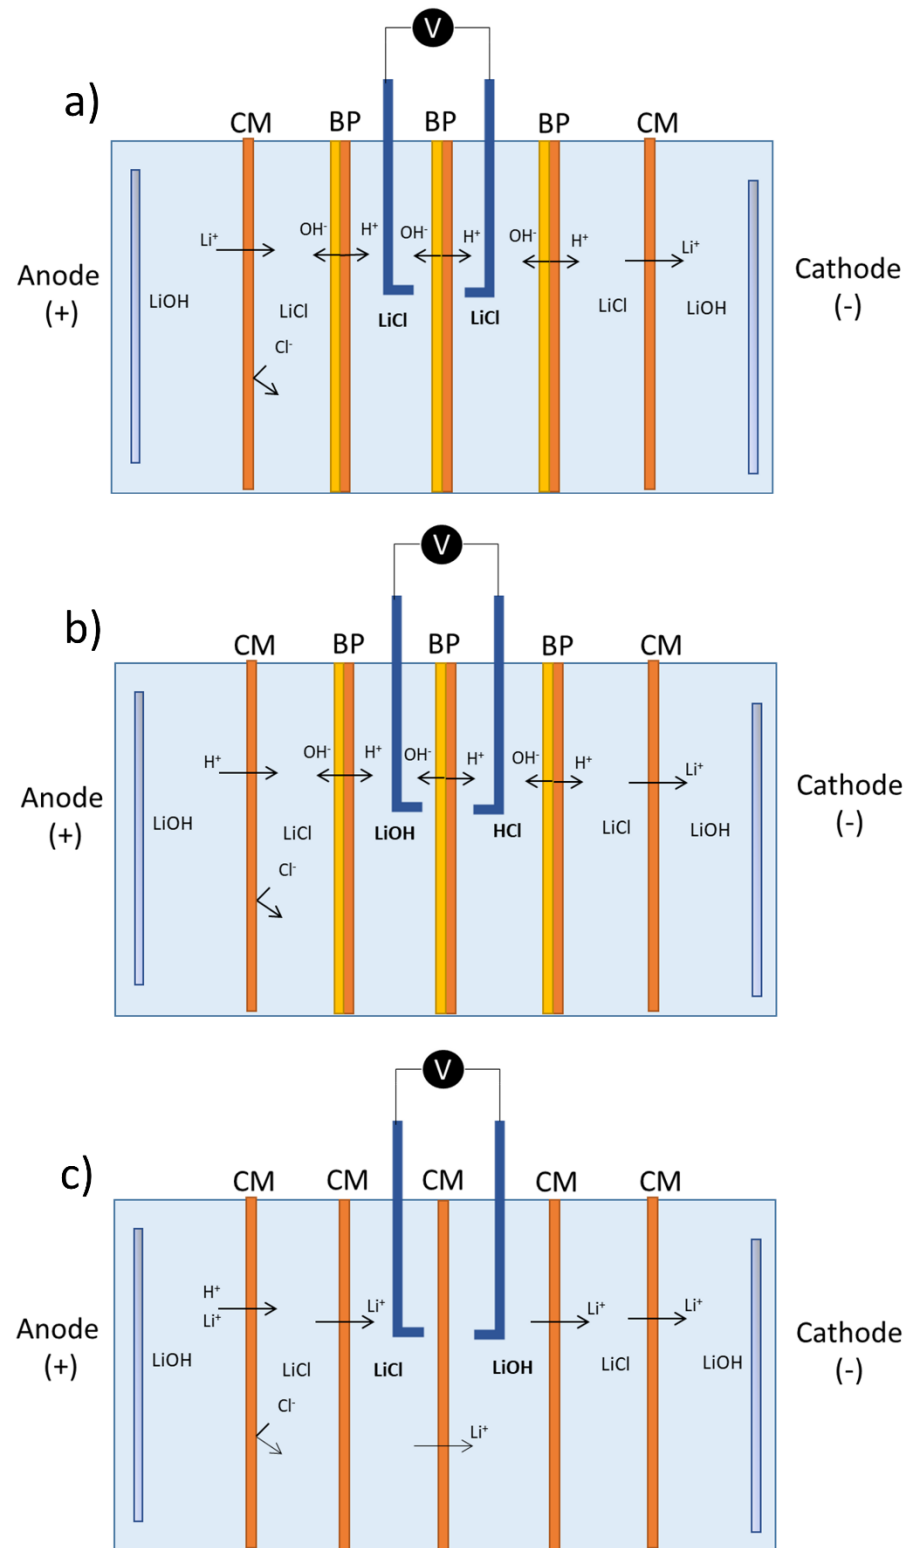 V
a)
CM BP BP BP CM
Li⁺ OH⁻ H⁺ OH⁻ H⁺ OH⁻ H⁺ Li⁺
Anode
(+)
Cathode
(-)
LiOH LiCl LiCl LiCl LiCl LiOH
Cl⁻
V
b)
CM BP BP BP CM
H⁺ OH⁻ H⁺ OH⁻ H⁺ OH⁻ H⁺ Li⁺
Anode
(+)
Cathode
(-)
LiOH LiCl LiOH HCl LiCl LiOH
Cl⁻
V
c)
CM CM CM CM CM
H⁺
Li⁺ Li⁺ Li⁺ Li⁺
Anode
(+)
Cathode
(-)
LiOH LiCl LiCl LiOH LiCl LiOH
Cl⁻
Li⁺